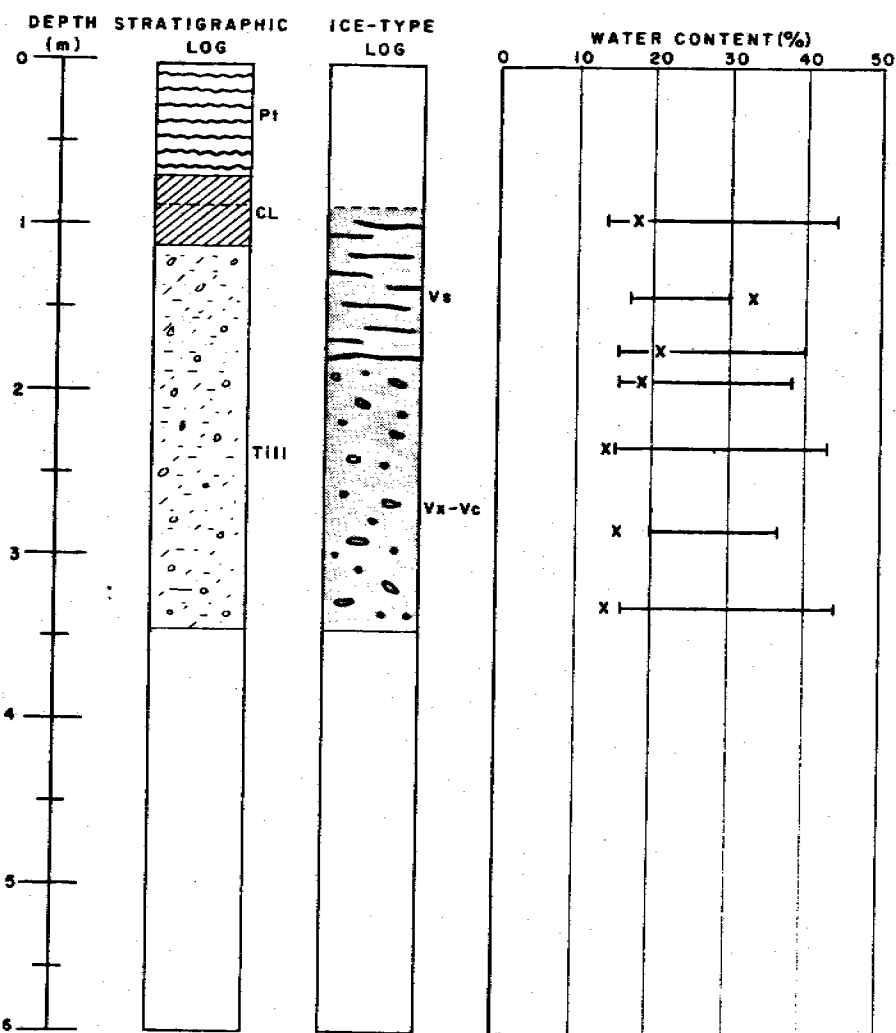 DEPTH STRATIGRAPHIC ICE-TYPE
(m) LOG LOG WATER CONTENT (%)
0 0 10 20 30 40 50
Pt
CL
1 X
Vs X
X
2 X
Till X
Vx-Vc X
3
X
4
5
6